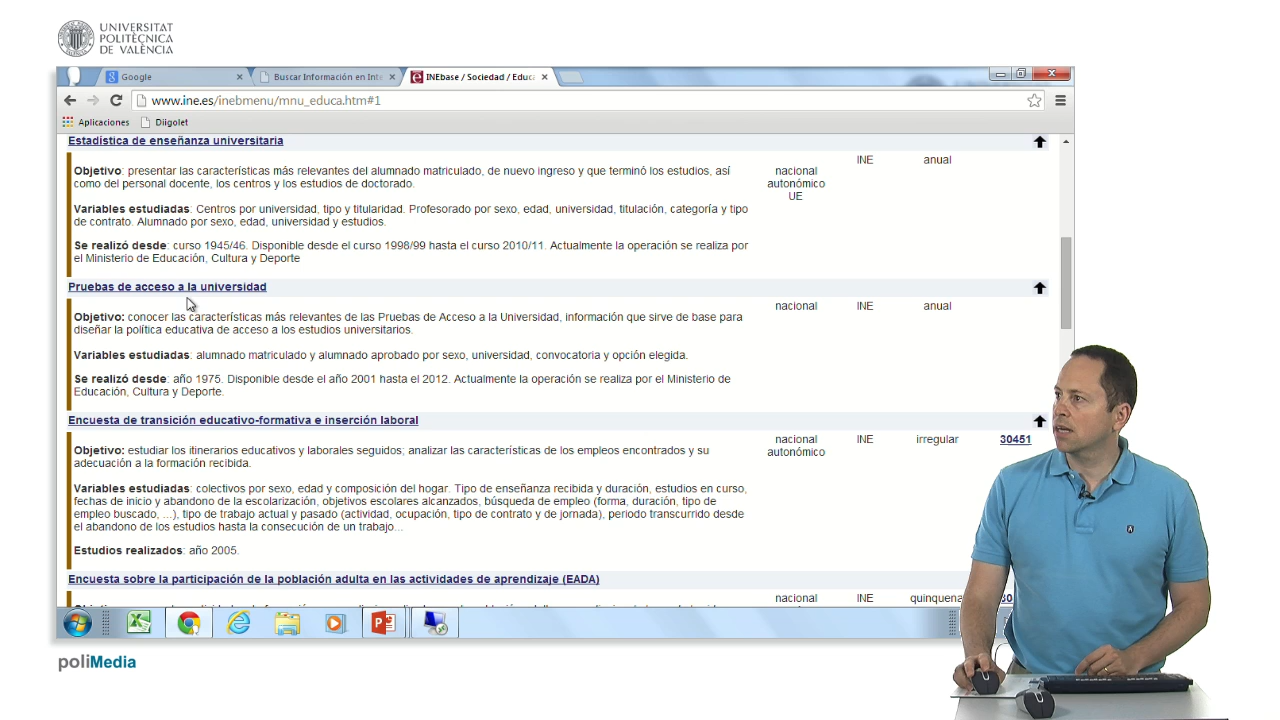 UNIVERSITAT
POLITÈCNICA
DE VALÈNCIA
Google
Buscar Información en Inte
INEbase / Sociedad / Educa
www.ine.es/inebmenu/mnu_educa.htm#1
Aplicaciones
Diigolet
Estadística de enseñanza universitaria
Objetivo: presentar las características más relevantes del alumnado matriculado, de nuevo ingreso y que terminó los estudios, así
como del personal docente, los centros y los estudios de doctorado.
Variables estudiadas: Centros por universidad, tipo y titularidad. Profesorado por sexo, edad, universidad, titulación, categoría y tipo
de contrato. Alumnado por sexo, edad, universidad y estudios.
Se realizó desde: curso 1945/46. Disponible desde el curso 1998/99 hasta el curso 2010/11. Actualmente la operación se realiza por
el Ministerio de Educación, Cultura y Deporte
nacional
autonómico
UE
INE
anual
Pruebas de acceso a la universidad
Objetivo: conocer las características más relevantes de las Pruebas de Acceso a la Universidad, información que sirve de base para
diseñar la política educativa de acceso a los estudios universitarios.
Variables estudiadas: alumnado matriculado y alumnado aprobado por sexo, universidad, convocatoria y opción elegida.
Se realizó desde: año 1975. Disponible desde el año 2001 hasta el 2012. Actualmente la operación se realiza por el Ministerio de
Educación, Cultura y Deporte.
nacional
INE
anual
Encuesta de transición educativo-formativa e inserción laboral
Objetivo: estudiar los itinerarios educativos y laborales seguidos; analizar las características de los empleos encontrados y su
adecuación a la formación recibida.
Variables estudiadas: colectivos por sexo, edad y composición del hogar. Tipo de enseñanza recibida y duración, estudios en curso,
fechas de inicio y abandono de la escolarización, objetivos escolares alcanzados, búsqueda de empleo (forma, duración, tipo de
empleo buscado, ...), tipo de trabajo actual y pasado (actividad, ocupación, tipo de contrato y de jornada), periodo transcurrido desde
el abandono de los estudios hasta la consecución de un trabajo...
Estudios realizados: año 2005.
nacional
autonómico
INE
irregular
30451
Encuesta sobre la participación de la población adulta en las actividades de aprendizaje (EADA)
nacional
INE
quinquena
poliMedia